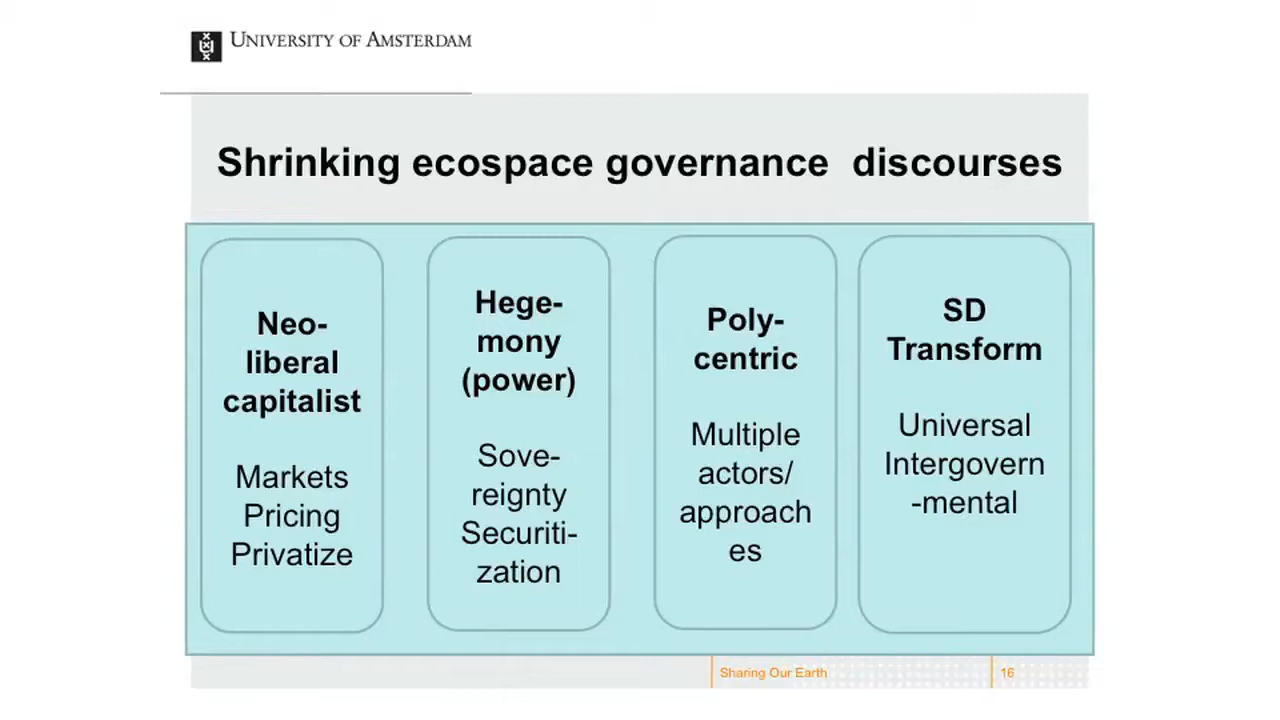 UNIVERSITY OF AMSTERDAM
Shrinking ecospace governance discourses
Neo-
liberal
capitalist
Markets
Pricing
Privatize
Hege-
mony
(power)
Sove-
reignty
Securiti-
zation
Poly-
centric
Multiple
actors/
approach
es
SD
Transform
Universal
Intergovern
-mental
Sharing Our Earth
16